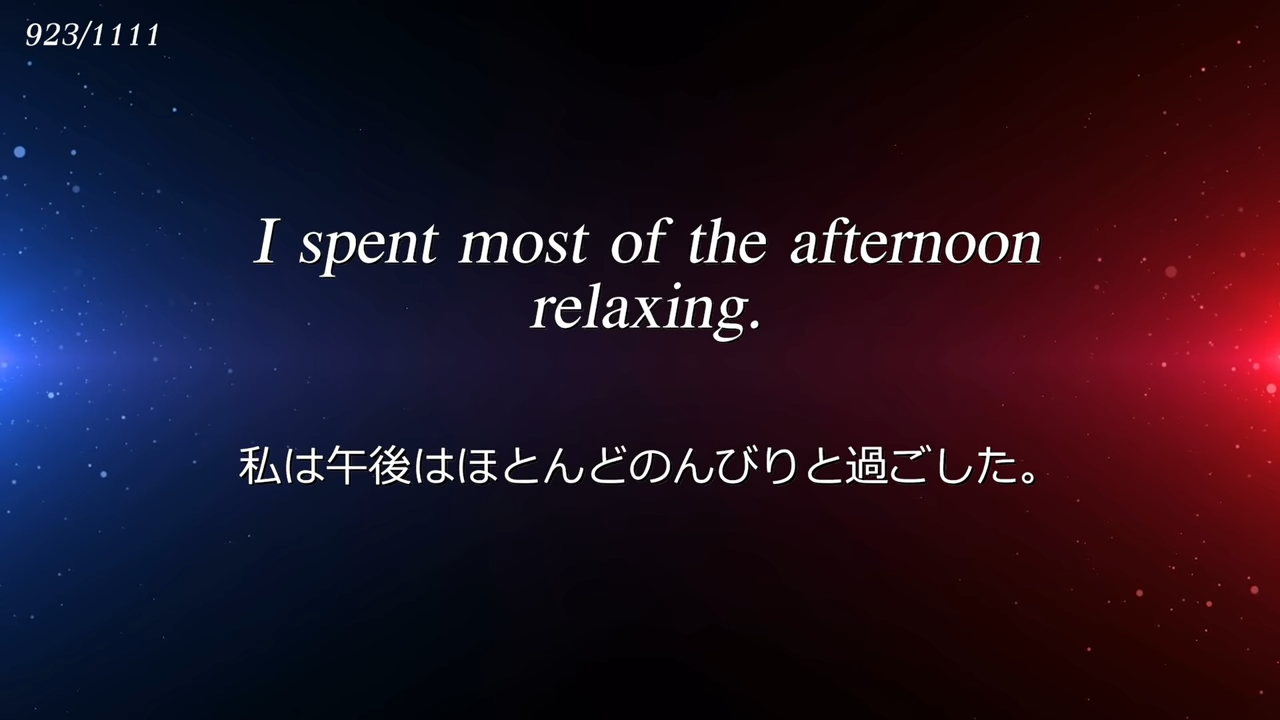 923/1111
I spent most of the afternoon
relaxing.
私は午後はほとんどのんびりと過ごした。